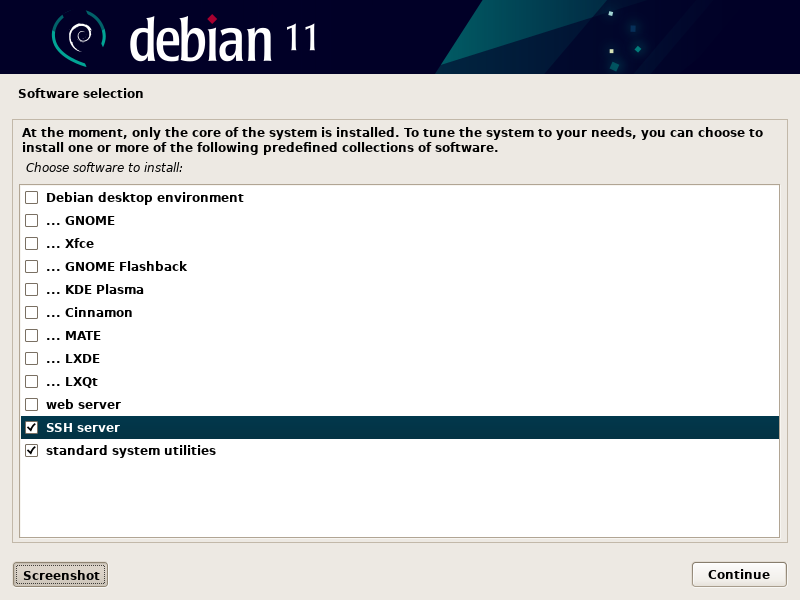 debian 11
Software selection
At the moment, only the core of the system is installed. To tune the system to your needs, you can choose to
install one or more of the following predefined collections of software.
Choose software to install:
Debian desktop environment
... GNOME
... Xfce
... GNOME Flashback
... KDE Plasma
... Cinnamon
... MATE
... LXDE
... LXQt
web server
SSH server
standard system utilities
Screenshot
Continue